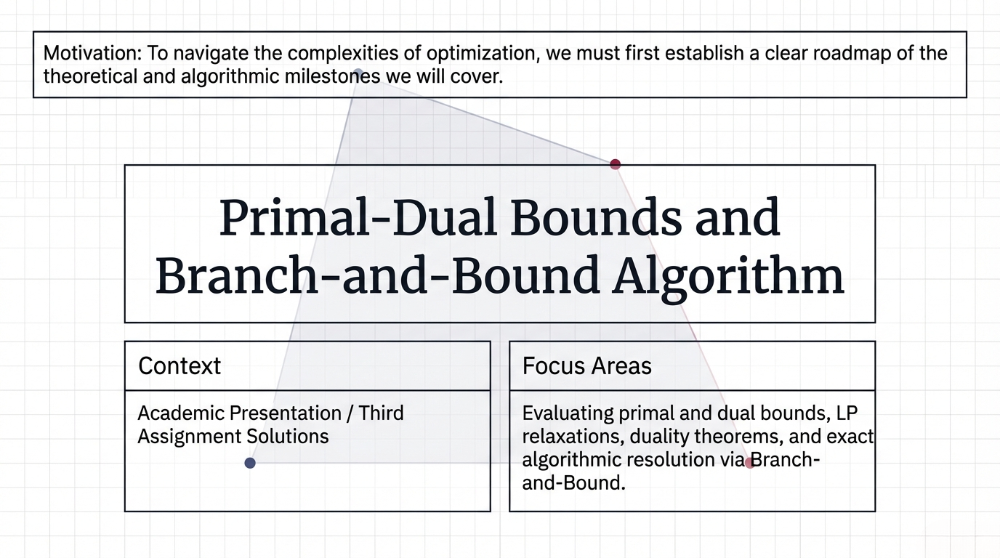 Motivation: To navigate the complexities of optimization, we must first establish a clear roadmap of the
theoretical and algorithmic milestones we will cover.
Primal-Dual Bounds and
Branch-and-Bound Algorithm
Context
Academic Presentation / Third
Assignment Solutions
Focus Areas
Evaluating primal and dual bounds, LP
relaxations, duality theorems, and exact
algorithmic resolution via Branch-
and-Bound.